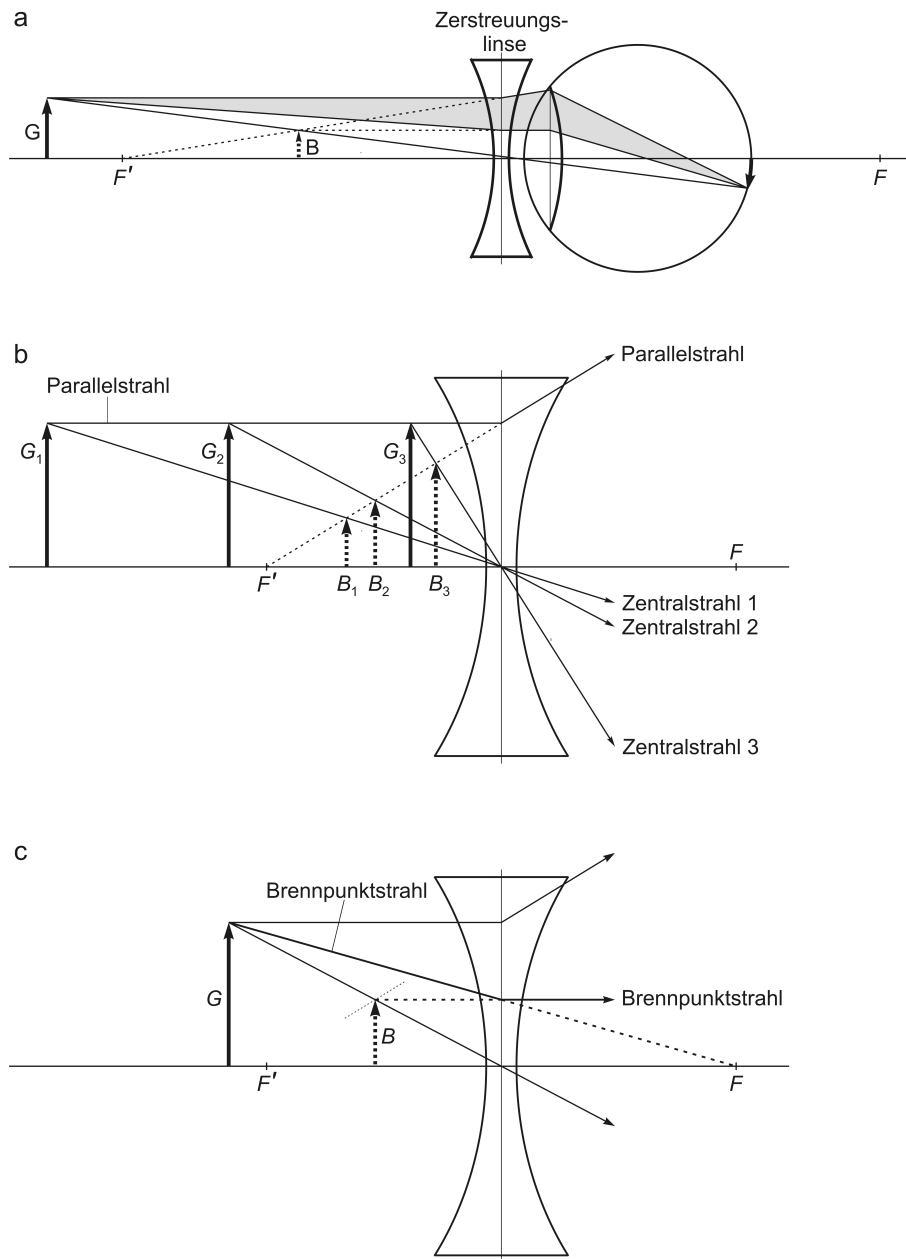 a
Zerstreuungs-
linse
G
B
F'
F
b
Parallelstrahl
Parallelstrahl
G1
G2
G3
F'
B1
B2
B3
F
Zentralstrahl 1
Zentralstrahl 2
Zentralstrahl 3
c
Brennpunktstrahl
G
B
Brennpunktstrahl
F'
F